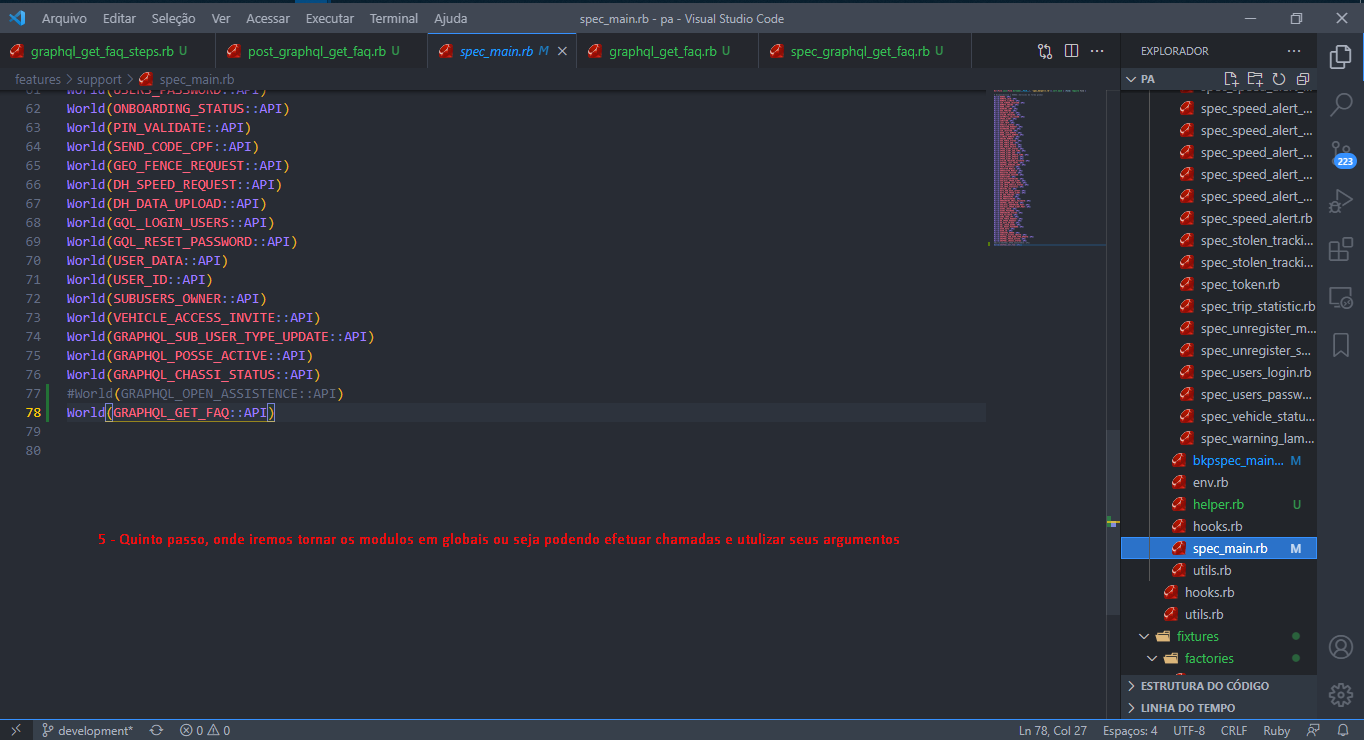 Arquivo Editar Seleção Ver Acessar Executar Terminal Ajuda
spec_main.rb - pa - Visual Studio Code
graphql_get_faq_steps.rb U
post_graphql_get_faq.rb U
spec_main.rb M
graphql_get_faq.rb U
spec_graphql_get_faq.rb U
features > support > spec_main.rb
61 World(USERS_PASSWORD::API)
62 World(ONBOARDING_STATUS::API)
63 World(PIN_VALIDATE::API)
64 World(SEND_CODE_CPF::API)
65 World(GEO_FENCE_REQUEST::API)
66 World(DH_SPEED_REQUEST::API)
67 World(DH_DATA_UPLOAD::API)
68 World(GQL_LOGIN_USERS::API)
69 World(GQL_RESET_PASSWORD::API)
70 World(USER_DATA::API)
71 World(USER_ID::API)
72 World(SUBUSERS_OWNER::API)
73 World(VEHICLE_ACCESS_INVITE::API)
74 World(GRAPHQL_SUB_USER_TYPE_UPDATE::API)
75 World(GRAPHQL_POSSE_ACTIVE::API)
76 World(GRAPHQL_CHASSI_STATUS::API)
77 #World(GRAPHQL_OPEN_ASSISTENCE::API)
78 World(GRAPHQL_GET_FAQ::API)
79
80
5 - Quinto passo, onde iremos tornar os modulos em globais ou seja podendo efetuar chamadas e utulizar seus argumentos
EXPLORADOR
PA
spec_speed_alert_...
spec_speed_alert_...
spec_speed_alert_...
spec_speed_alert_...
spec_speed_alert_...
spec_speed_alert_...
spec_speed_alert.rb
spec_stolen_tracki...
spec_stolen_tracki...
spec_token.rb
spec_trip_statistic.rb
spec_unregister_m...
spec_unregister_s...
spec_users_login.rb
spec_users_passw...
spec_vehicle_statu...
spec_warning_lam...
bkpspec_main... M
env.rb
helper.rb U
hooks.rb
spec_main.rb M
utils.rb
hooks.rb
utils.rb
fixtures
factories
ESTRUTURA DO CÓDIGO
LINHA DO TEMPO
223
development*
0 0
Ln 78, Col 27
Espaços: 4
UTF-8
CRLF
Ruby